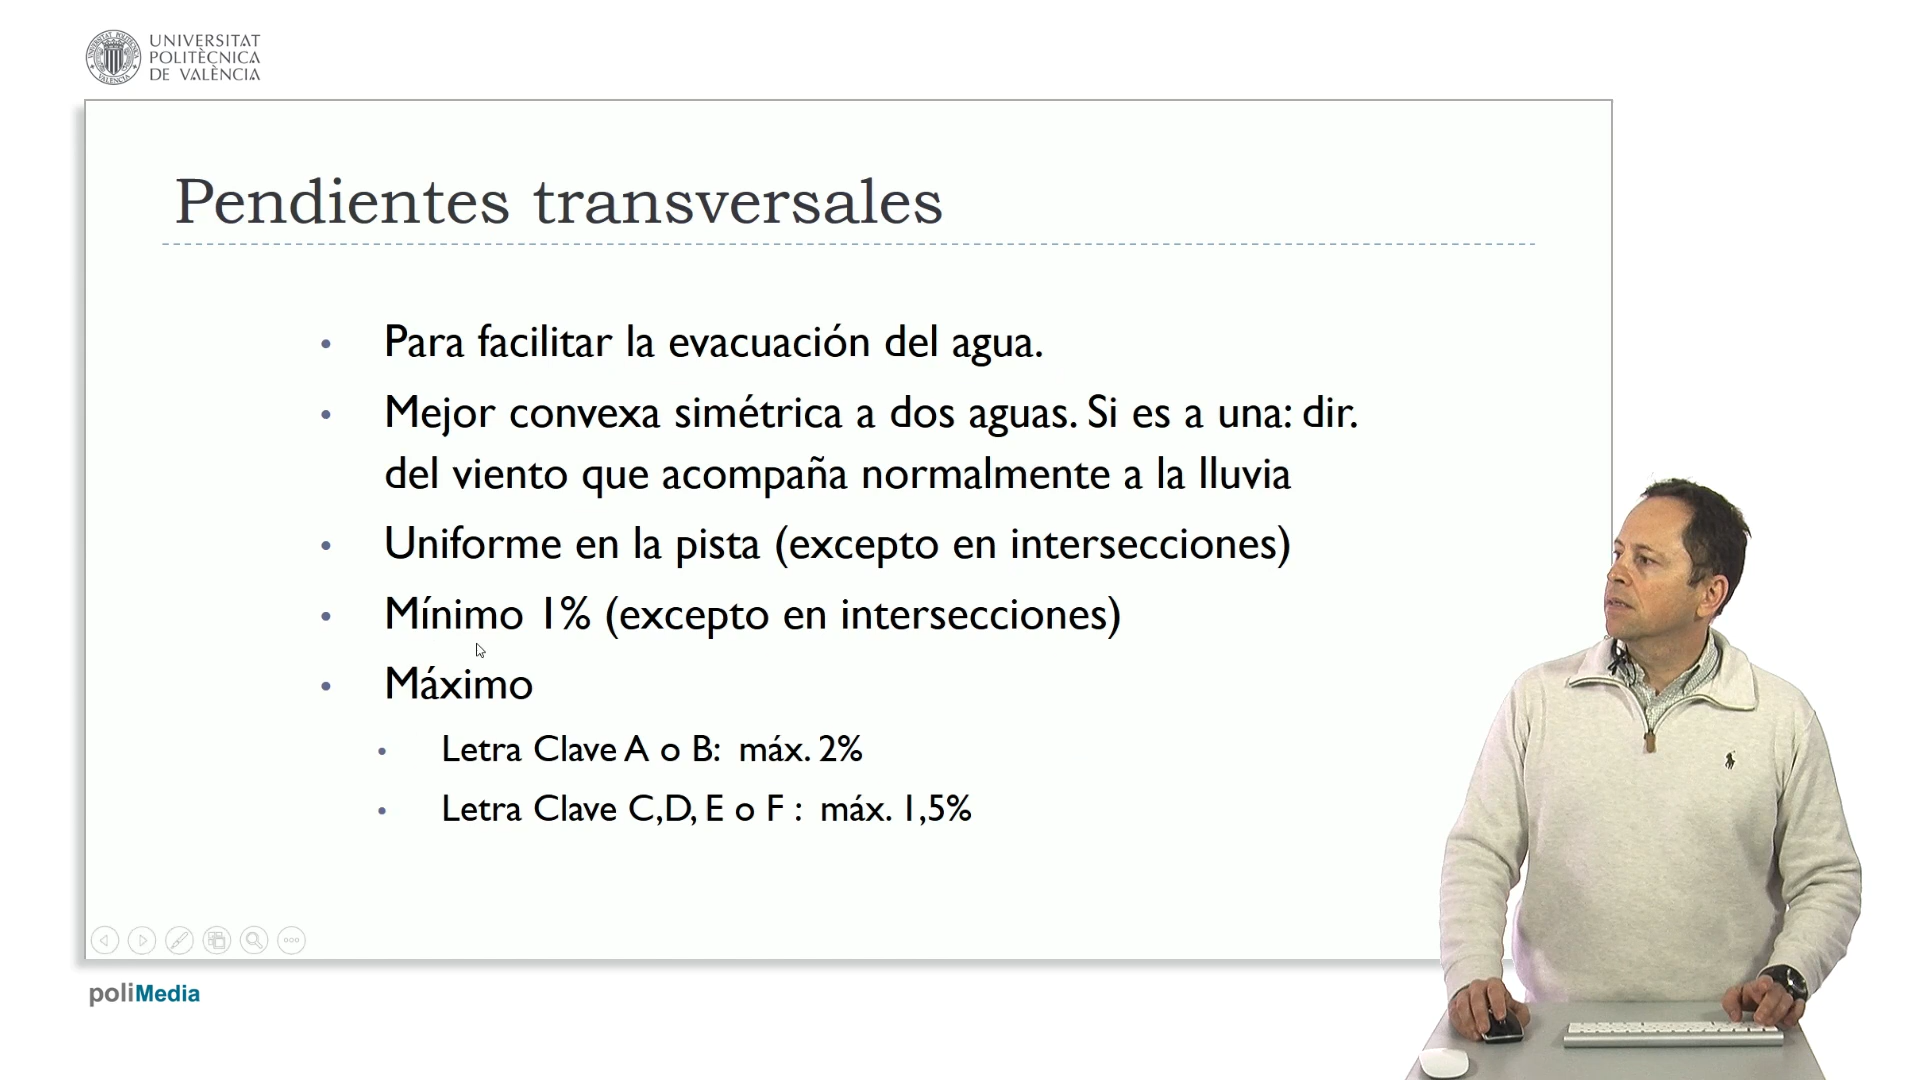 UNIVERSITAT
POLITÈCNICA
DE VALÈNCIA
Pendientes transversales
• Para facilitar la evacuación del agua.
• Mejor convexa simétrica a dos aguas. Si es a una: dir.
del viento que acompaña normalmente a la lluvia
• Uniforme en la pista (excepto en intersecciones)
• Mínimo 1% (excepto en intersecciones)
• Máximo
• Letra Clave A o B: máx. 2%
• Letra Clave C,D, E o F : máx. 1,5%
poliMedia